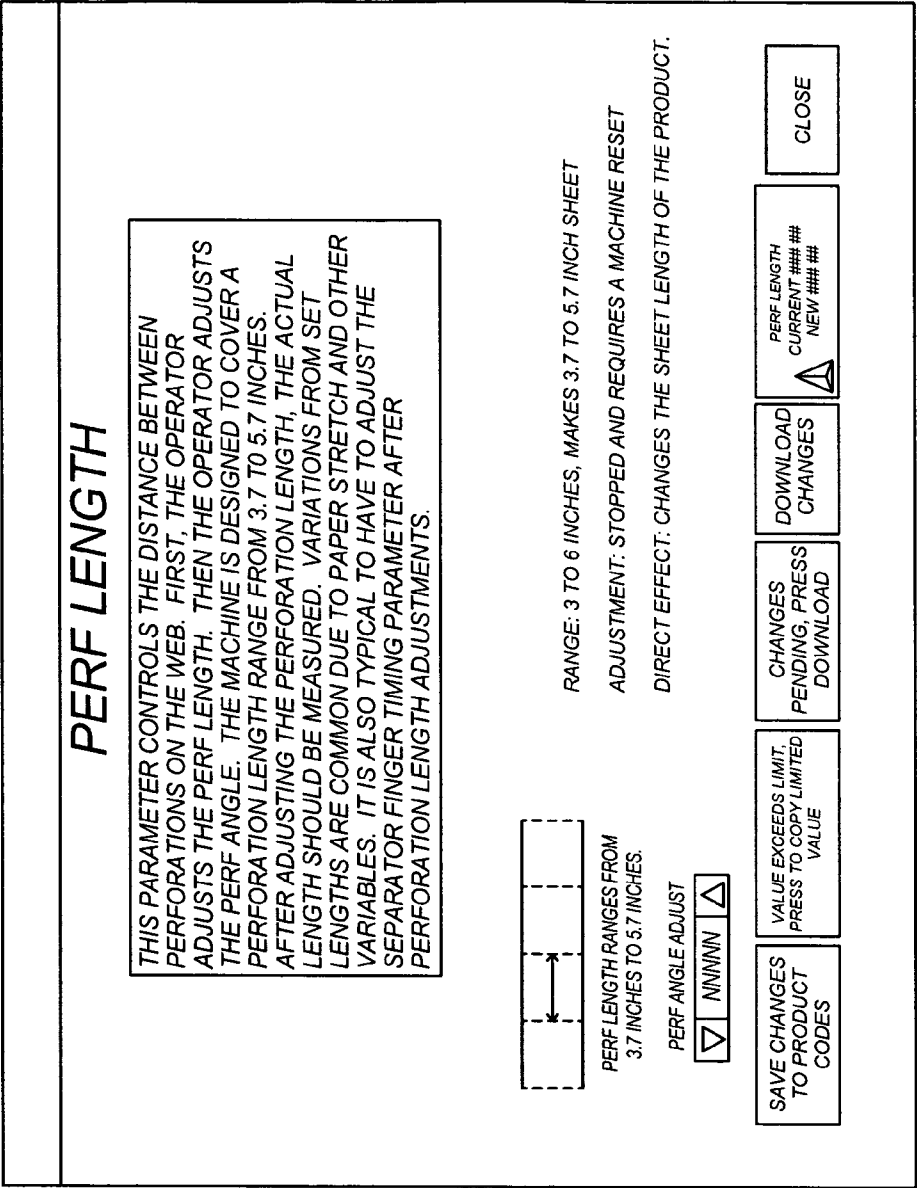 PERF LENGTH
THIS PARAMETER CONTROLS THE DISTANCE BETWEEN
PERFORATIONS ON THE WEB. FIRST, THE OPERATOR
ADJUSTS THE PERF LENGTH. THEN THE OPERATOR ADJUSTS
THE PERF ANGLE. THE MACHINE IS DESIGNED TO COVER A
PERFORATION LENGTH RANGE FROM 3.7 TO 5.7 INCHES.
AFTER ADJUSTING THE PERFORATION LENGTH, THE ACTUAL
LENGTH SHOULD BE MEASURED. VARIATIONS FROM SET
LENGTHS ARE COMMON DUE TO PAPER STRETCH AND OTHER
VARIABLES. IT IS ALSO TYPICAL TO HAVE TO ADJUST THE
SEPARATOR FINGER TIMING PARAMETER AFTER
PERFORATION LENGTH ADJUSTMENTS.
PERF LENGTH RANGES FROM
3.7 INCHES TO 5.7 INCHES.
PERF ANGLE ADJUST
NNNNN
RANGE: 3 TO 6 INCHES, MAKES 3.7 TO 5.7 INCH SHEET
ADJUSTMENT: STOPPED AND REQUIRES A MACHINE RESET
DIRECT EFFECT: CHANGES THE SHEET LENGTH OF THE PRODUCT.
SAVE CHANGES
TO PRODUCT
CODES
VALUE EXCEEDS LIMIT,
PRESS TO COPY LIMITED
VALUE
CHANGES
PENDING, PRESS
DOWNLOAD
DOWNLOAD
CHANGES
PERF LENGTH
CURRENT ### ##
NEW ### ##
CLOSE